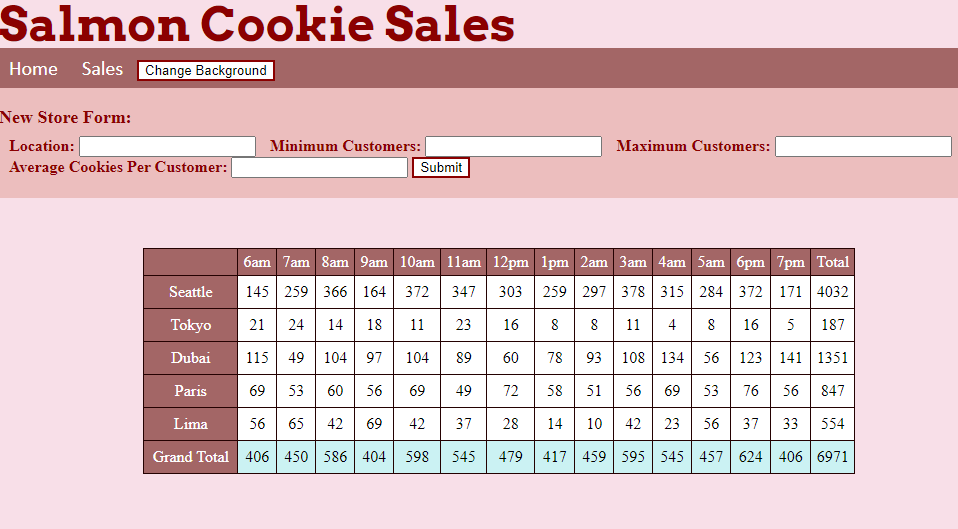 Salmon Cookie Sales
Home Sales Change Background
New Store Form:
Location: Minimum Customers: Maximum Customers:
Average Cookies Per Customer: Submit
6am 7am 8am 9am 10am 11am 12pm 1pm 2am 3am 4am 5am 6pm 7pm Total
Seattle 145 259 366 164 372 347 303 259 297 378 315 284 372 171 4032
Tokyo 21 24 14 18 11 23 16 8 8 11 4 8 16 5 187
Dubai 115 49 104 97 104 89 60 78 93 108 134 56 123 141 1351
Paris 69 53 60 56 69 49 72 58 51 56 69 53 76 56 847
Lima 56 65 42 69 42 37 28 14 10 42 23 56 37 33 554
Grand Total 406 450 586 404 598 545 479 417 459 595 545 457 624 406 6971